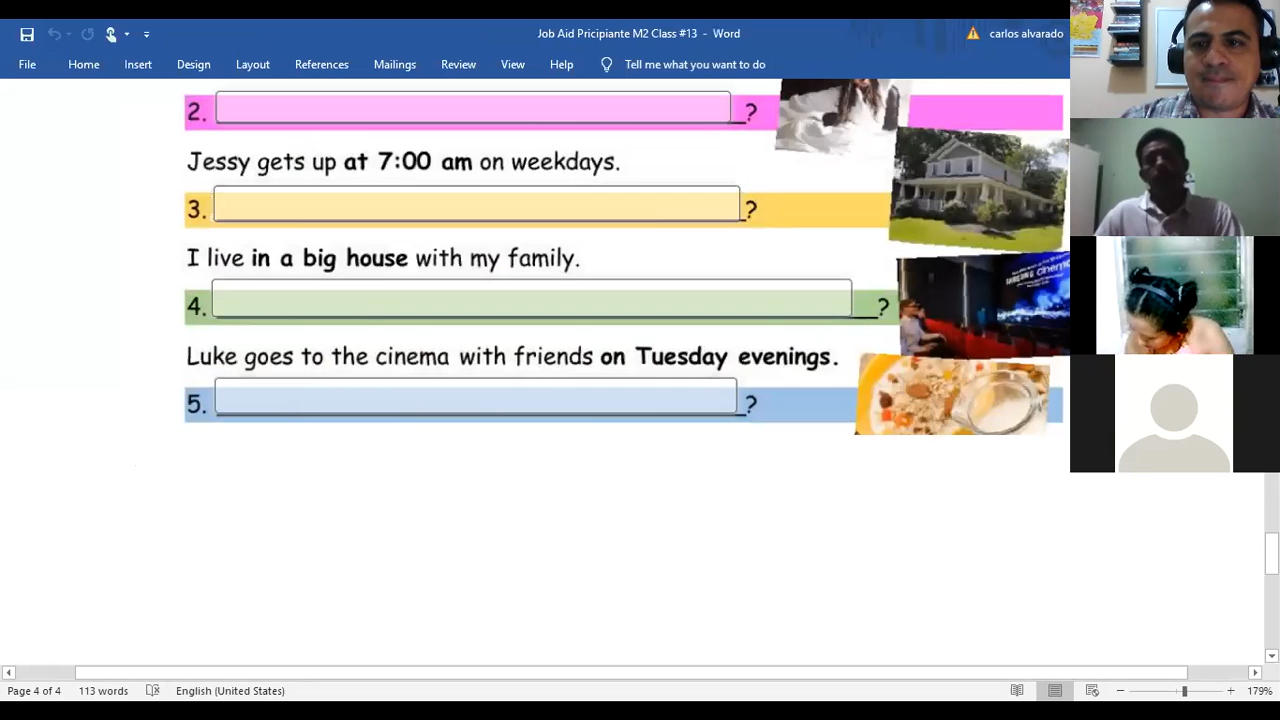 Job Aid Pricipiante M2 Class #13 - Word
carlos alvarado
File Home Insert Design Layout References Mailings Review View Help Tell me what you want to do
2. ?
Jessy gets up at 7:00 am on weekdays.
3. ?
I live in a big house with my family.
4. ?
Luke goes to the cinema with friends on Tuesday evenings.
5. ?
Page 4 of 4 113 words English (United States) 179%